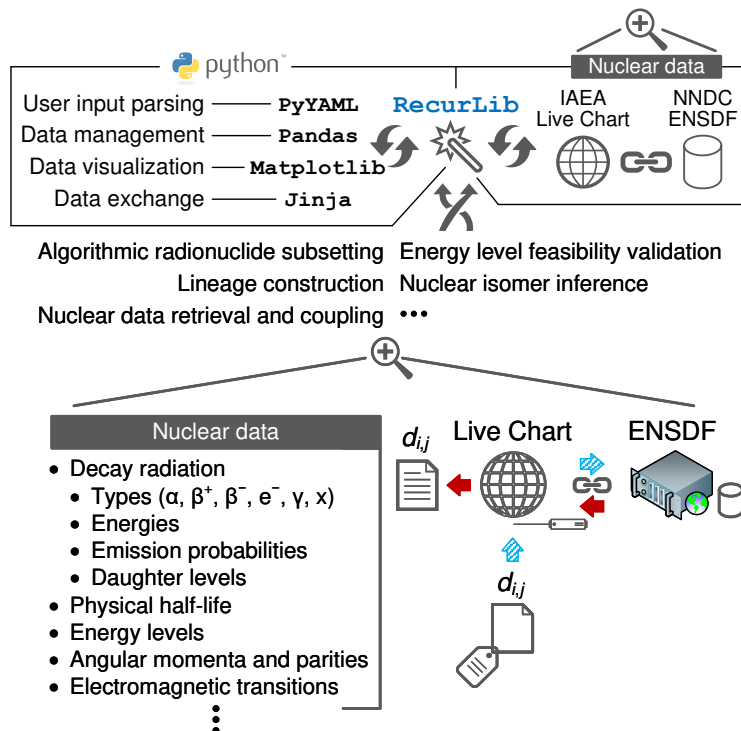 python™
Nuclear data
User input parsing PyYAML
Data management Pandas
Data visualization Matplotlib
Data exchange Jinja
RecurLib
IAEA
Live Chart
NNDC
ENSDF
Algorithmic radionuclide subsetting
Lineage construction
Nuclear data retrieval and coupling
Energy level feasibility validation
Nuclear isomer inference
•••
Nuclear data
• Decay radiation
• Types (α, β⁺, β⁻, e⁻, γ, x)
• Energies
• Emission probabilities
• Daughter levels
• Physical half-life
• Energy levels
• Angular momenta and parities
• Electromagnetic transitions
⋮
d_{i,j}
Live Chart
ENSDF
d_{i,j}